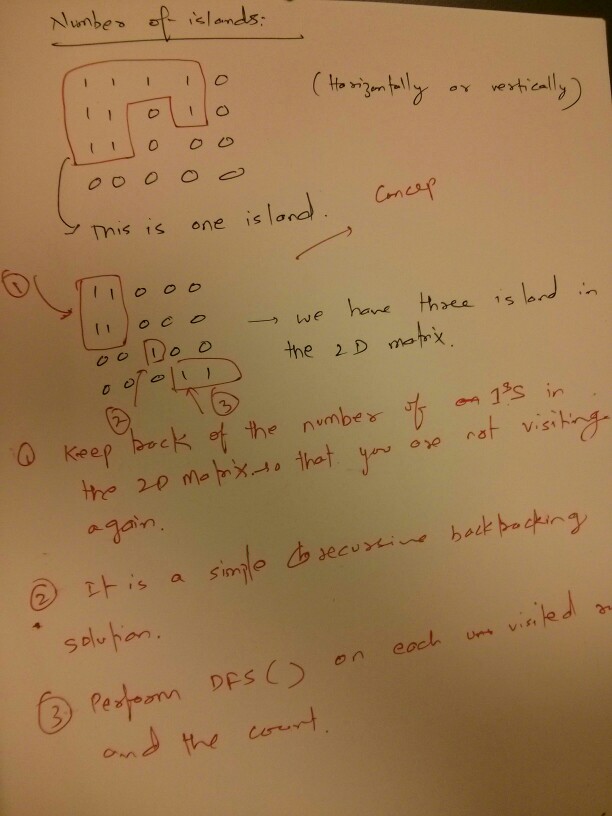 Number of islands:
1 1 1 1 0
(Horizontally or vertically)
1 1 0 1 0
1 1 0 0 0
0 0 0 0 0
This is one island.
Concep
1
1 1 0 0 0
1 1 0 0 0
→ we have three island in
0 0 1 0 0
the 2D matrix.
0 0 0 1 1
2
3
1 Keep track of the number of 1's in
the 2D matrix so that you are not visiting
again.
2 It is a simple recursive backtracking
solution.
3 Perform DFS() on each visited
and the count.